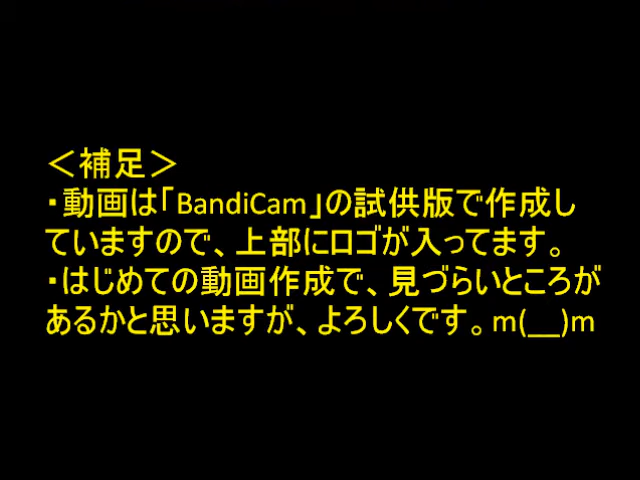 ＜補足＞
・動画は「BandiCam」の試供版で作成し
ていますので、上部にロゴが入ってます。
・はじめての動画作成で、見づらいところが
あるかと思いますが、よろしくです。m(__)m